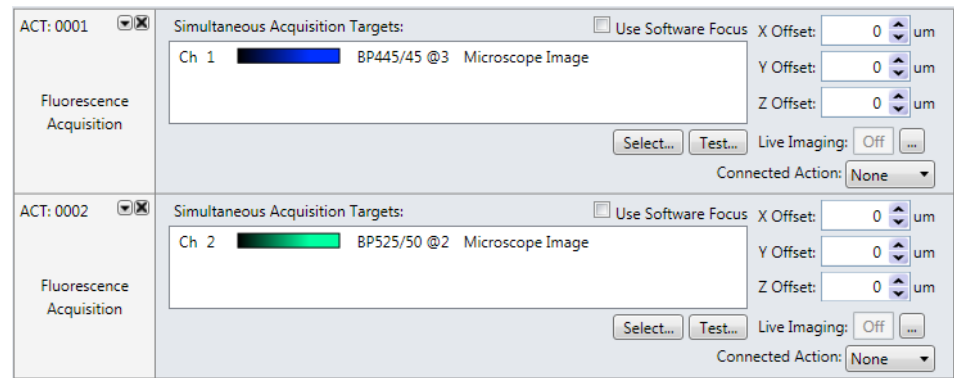 ACT: 0001 Simultaneous Acquisition Targets: Use Software Focus X Offset: 0 um
Ch 1 BP445/45 @3 Microscope Image
Y Offset: 0 um
Fluorescence Acquisition
Z Offset: 0 um
Select... Test... Live Imaging: Off ...
Connected Action: None
ACT: 0002 Simultaneous Acquisition Targets: Use Software Focus X Offset: 0 um
Ch 2 BP525/50 @2 Microscope Image
Y Offset: 0 um
Fluorescence Acquisition
Z Offset: 0 um
Select... Test... Live Imaging: Off ...
Connected Action: None